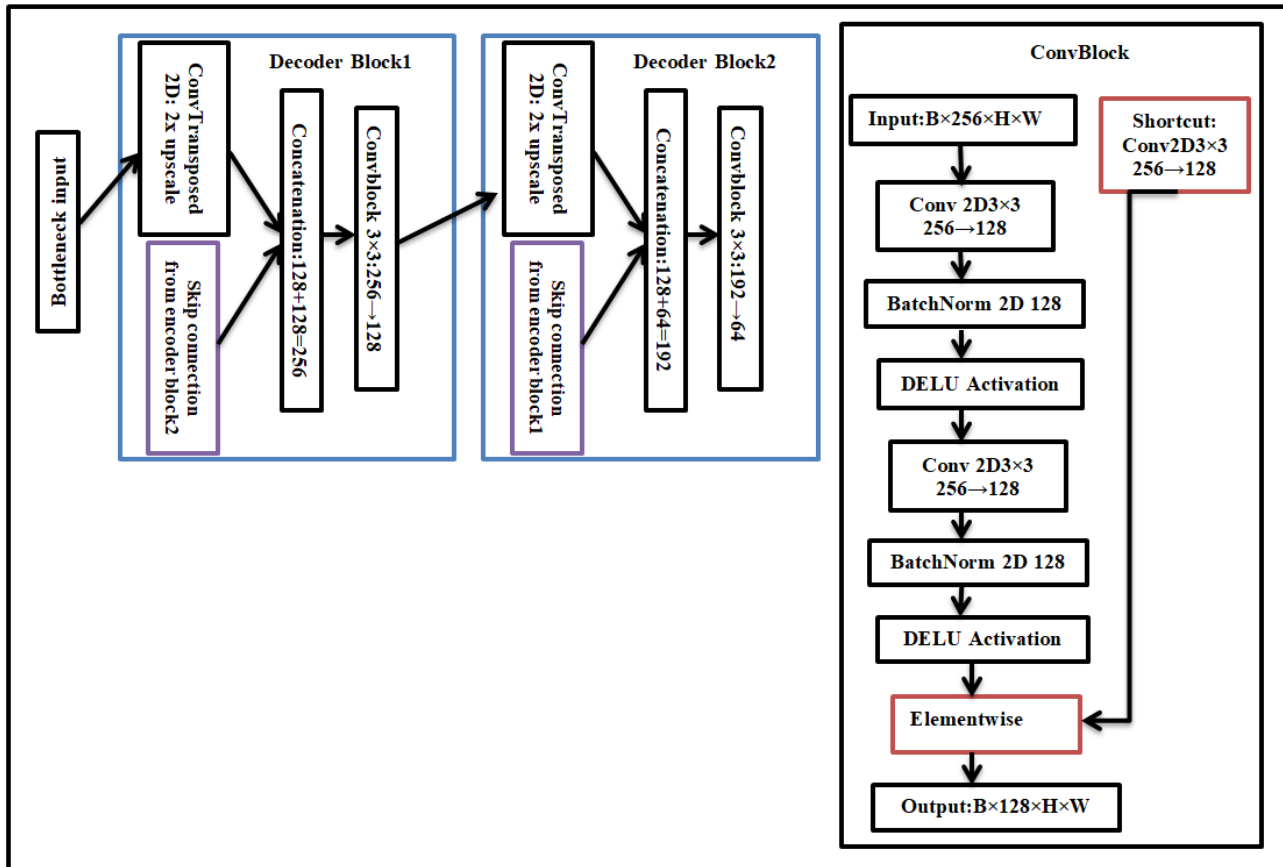 Bottleneck input
Decoder Block1
ConvTransposed
2D: 2x upscale
Skip connection
from encoder block2
Concatenation:128+128=256
Convblock 3×3:256→128
Decoder Block2
ConvTransposed
2D: 2x upscale
Skip connection
from encoder block1
Concatenation:128+64=192
Convblock 3×3:192→64
ConvBlock
Input:B×256×H×W
Shortcut:
Conv2D3×3
256→128
Conv 2D3×3
256→128
BatchNorm 2D 128
DELU Activation
Conv 2D3×3
256→128
BatchNorm 2D 128
DELU Activation
Elementwise
Output:B×128×H×W